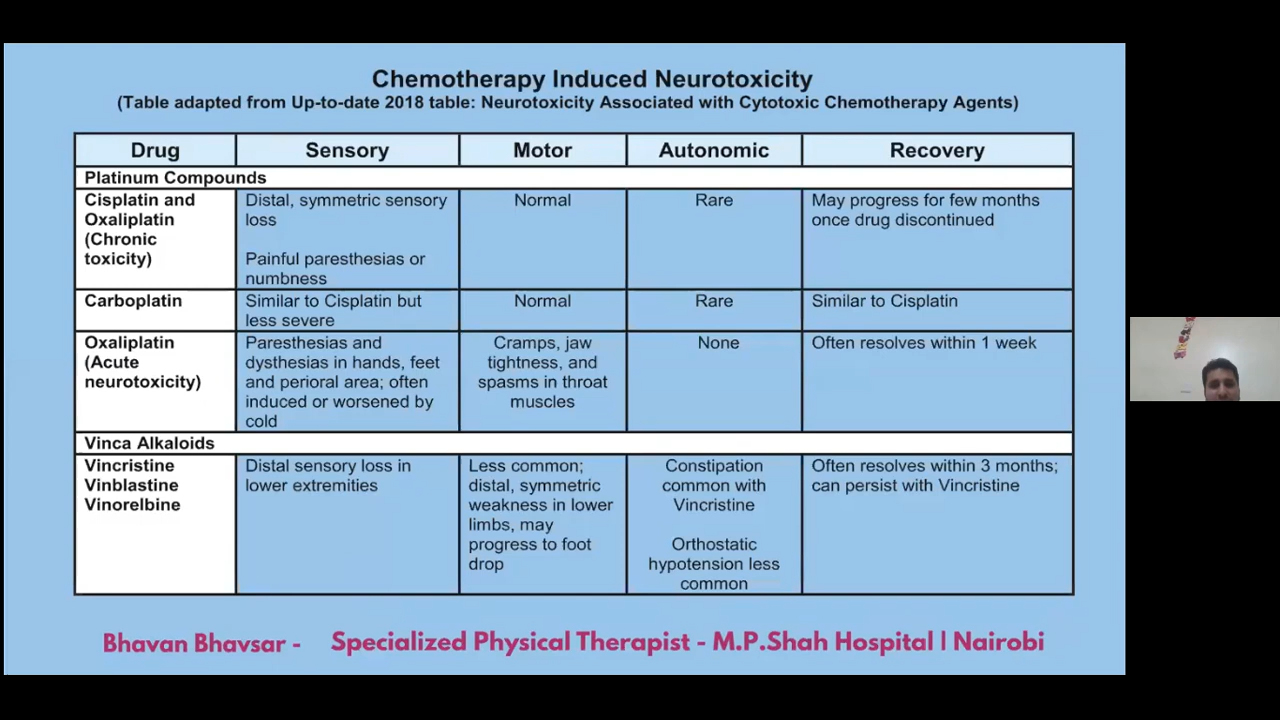 Chemotherapy Induced Neurotoxicity
(Table adapted from Up-to-date 2018 table: Neurotoxicity Associated with Cytotoxic Chemotherapy Agents)
Drug Sensory Motor Autonomic Recovery
Platinum Compounds
Cisplatin and
Oxaliplatin
(Chronic
toxicity)
Distal, symmetric sensory
loss
Painful paresthesias or
numbness
Normal
Rare
May progress for few months
once drug discontinued
Carboplatin
Similar to Cisplatin but
less severe
Normal
Rare
Similar to Cisplatin
Oxaliplatin
(Acute
neurotoxicity)
Paresthesias and
dysthesias in hands, feet
and perioral area; often
induced or worsened by
cold
Cramps, jaw
tightness, and
spasms in throat
muscles
None
Often resolves within 1 week
Vinca Alkaloids
Vincristine
Vinblastine
Vinorelbine
Distal sensory loss in
lower extremities
Less common;
distal, symmetric
weakness in lower
limbs, may
progress to foot
drop
Constipation
common with
Vincristine
Orthostatic
hypotension less
common
Often resolves within 3 months;
can persist with Vincristine
Bhavan Bhavsar - Specialized Physical Therapist - M.P.Shah Hospital | Nairobi